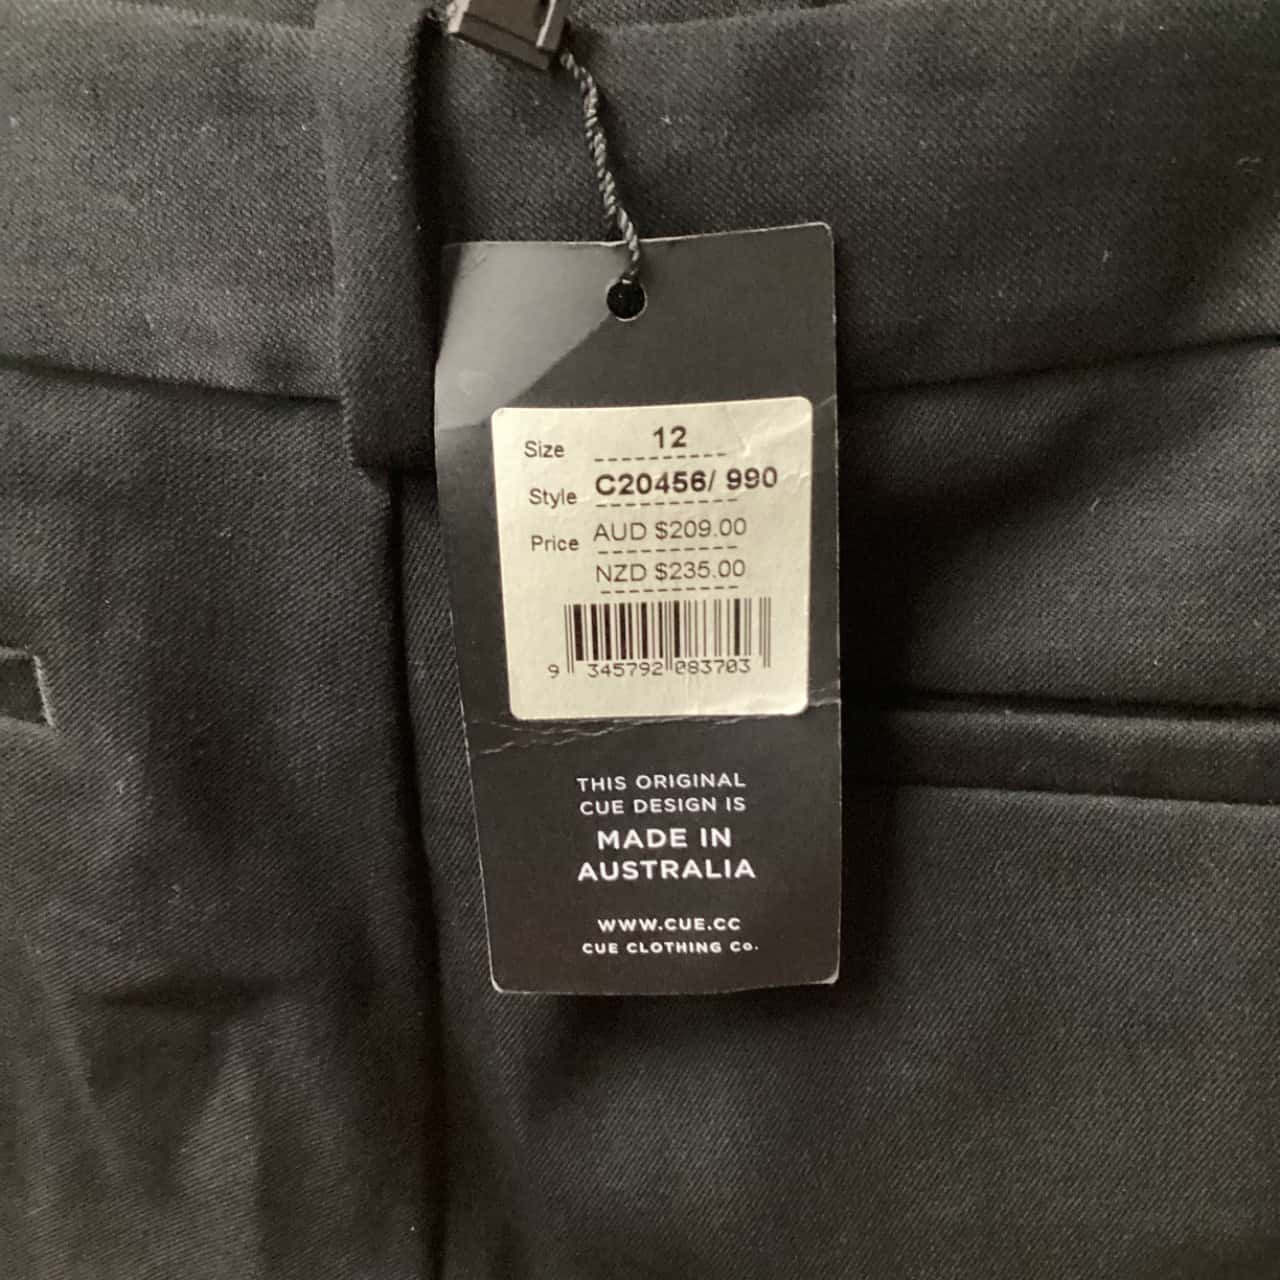 Size 12
Style C20456/ 990
Price AUD $209.00
NZD $235.00
9 345792 083703
THIS ORIGINAL
CUE DESIGN IS
MADE IN
AUSTRALIA
WWW.CUE.CC
CUE CLOTHING Co.